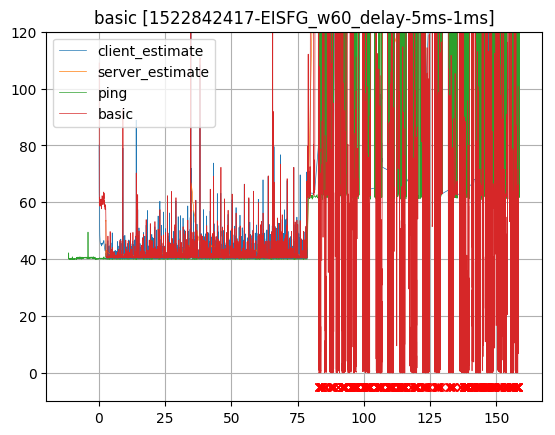 basic [1522842417-EISFG_w60_delay-5ms-1ms]
client_estimate
server_estimate
ping
basic
120
100
80
60
40
20
0
0
25
50
75
100
125
150